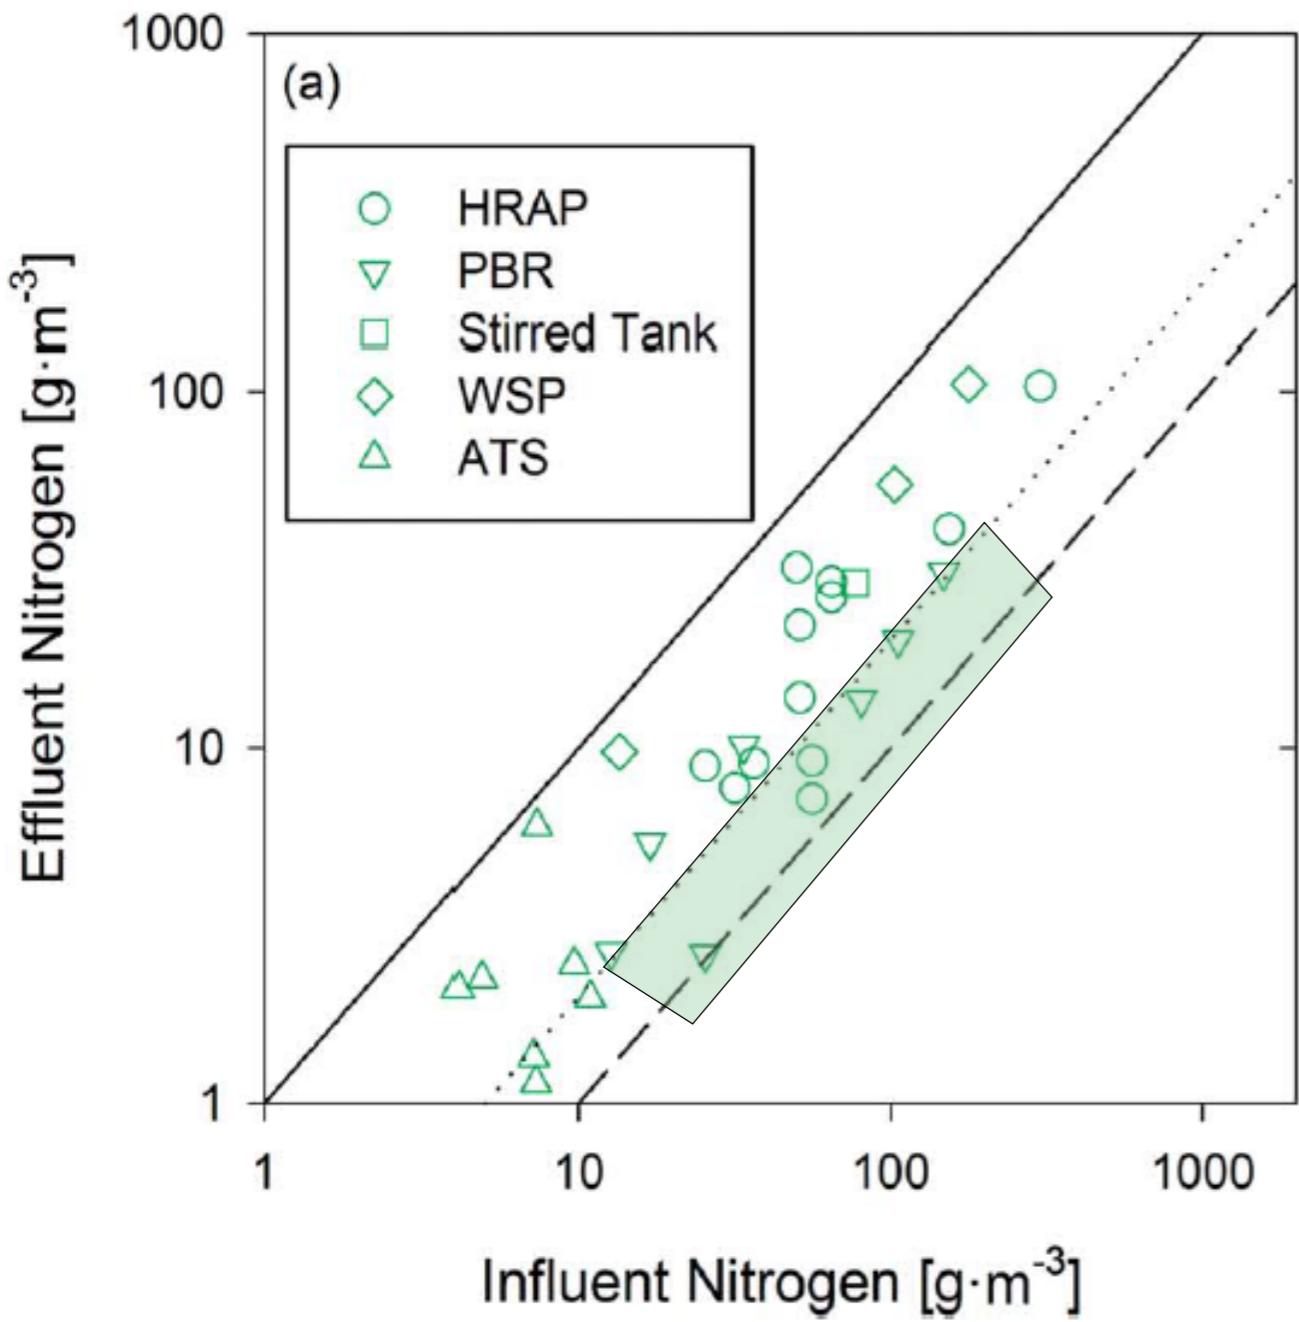 1000
(a)
HRAP
PBR
Stirred Tank
WSP
ATS
100
10
1
Effluent Nitrogen [g·m⁻³]
1 10 100 1000
Influent Nitrogen [g·m⁻³]